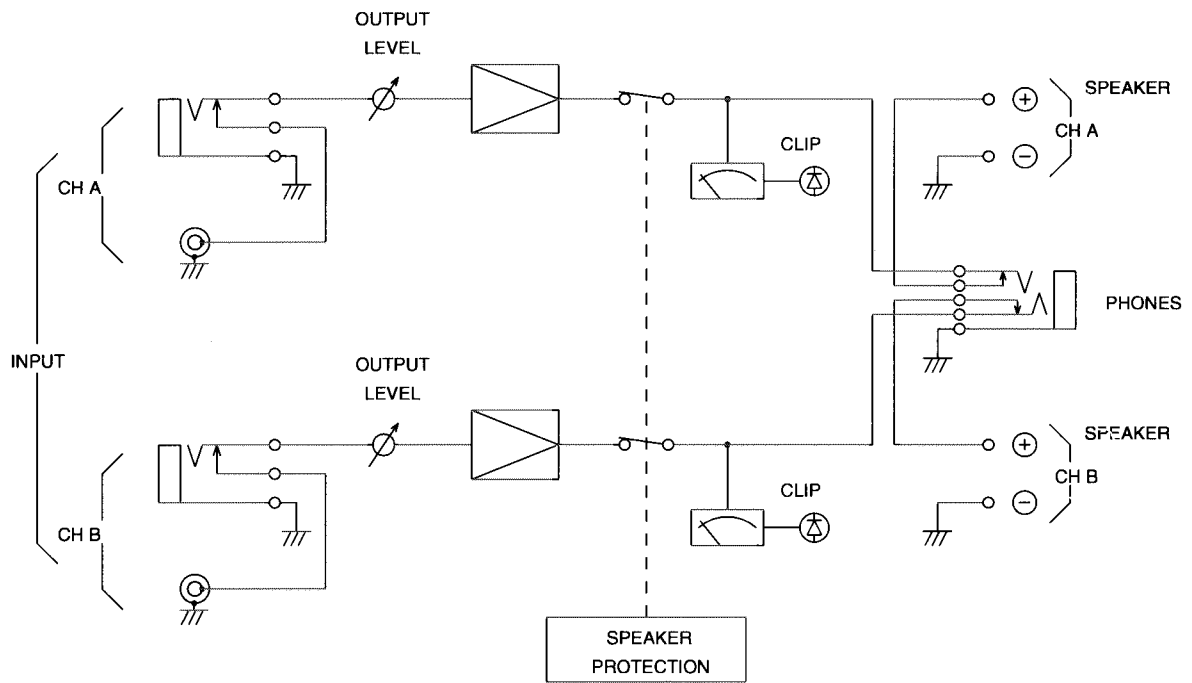 OUTPUT
LEVEL
SPEAKER
CH A
CLIP
CH A
PHONES
INPUT
OUTPUT
LEVEL
SPEAKER
CH B
CLIP
CH B
SPEAKER
PROTECTION